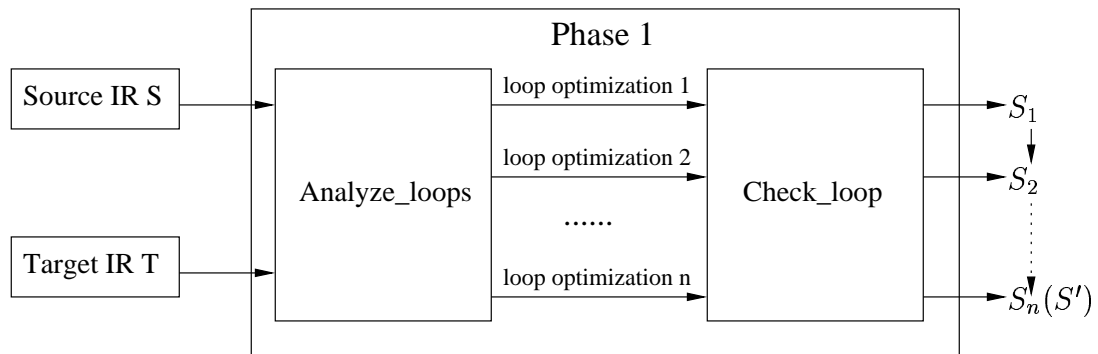 Phase 1
Source IR S
loop optimization 1
S₁
loop optimization 2
S₂
Analyze_loops
Check_loop
......
Target IR T
loop optimization n
Sₙ(S′)